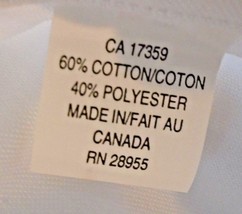 CA 17359
60% COTTON/COTON
40% POLYESTER
MADE IN/FAIT AU
CANADA
RN 28955